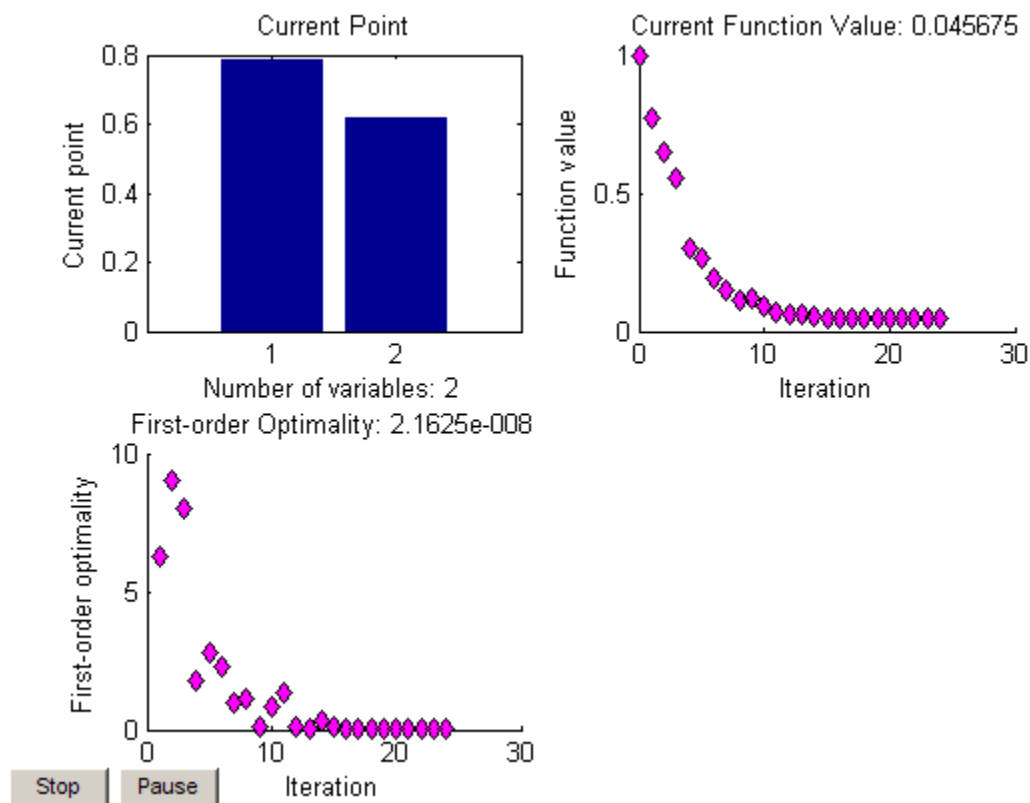 Current Point
0.8
0.6
0.4
0.2
0
1
2
1
2
Current point
Number of variables: 2
Current Function Value: 0.045675
1
0.5
0
0
10
20
30
Function value
Iteration
First-order Optimality: 2.1625e-008
10
5
0
0
10
20
30
First-order optimality
Iteration
Stop
Pause